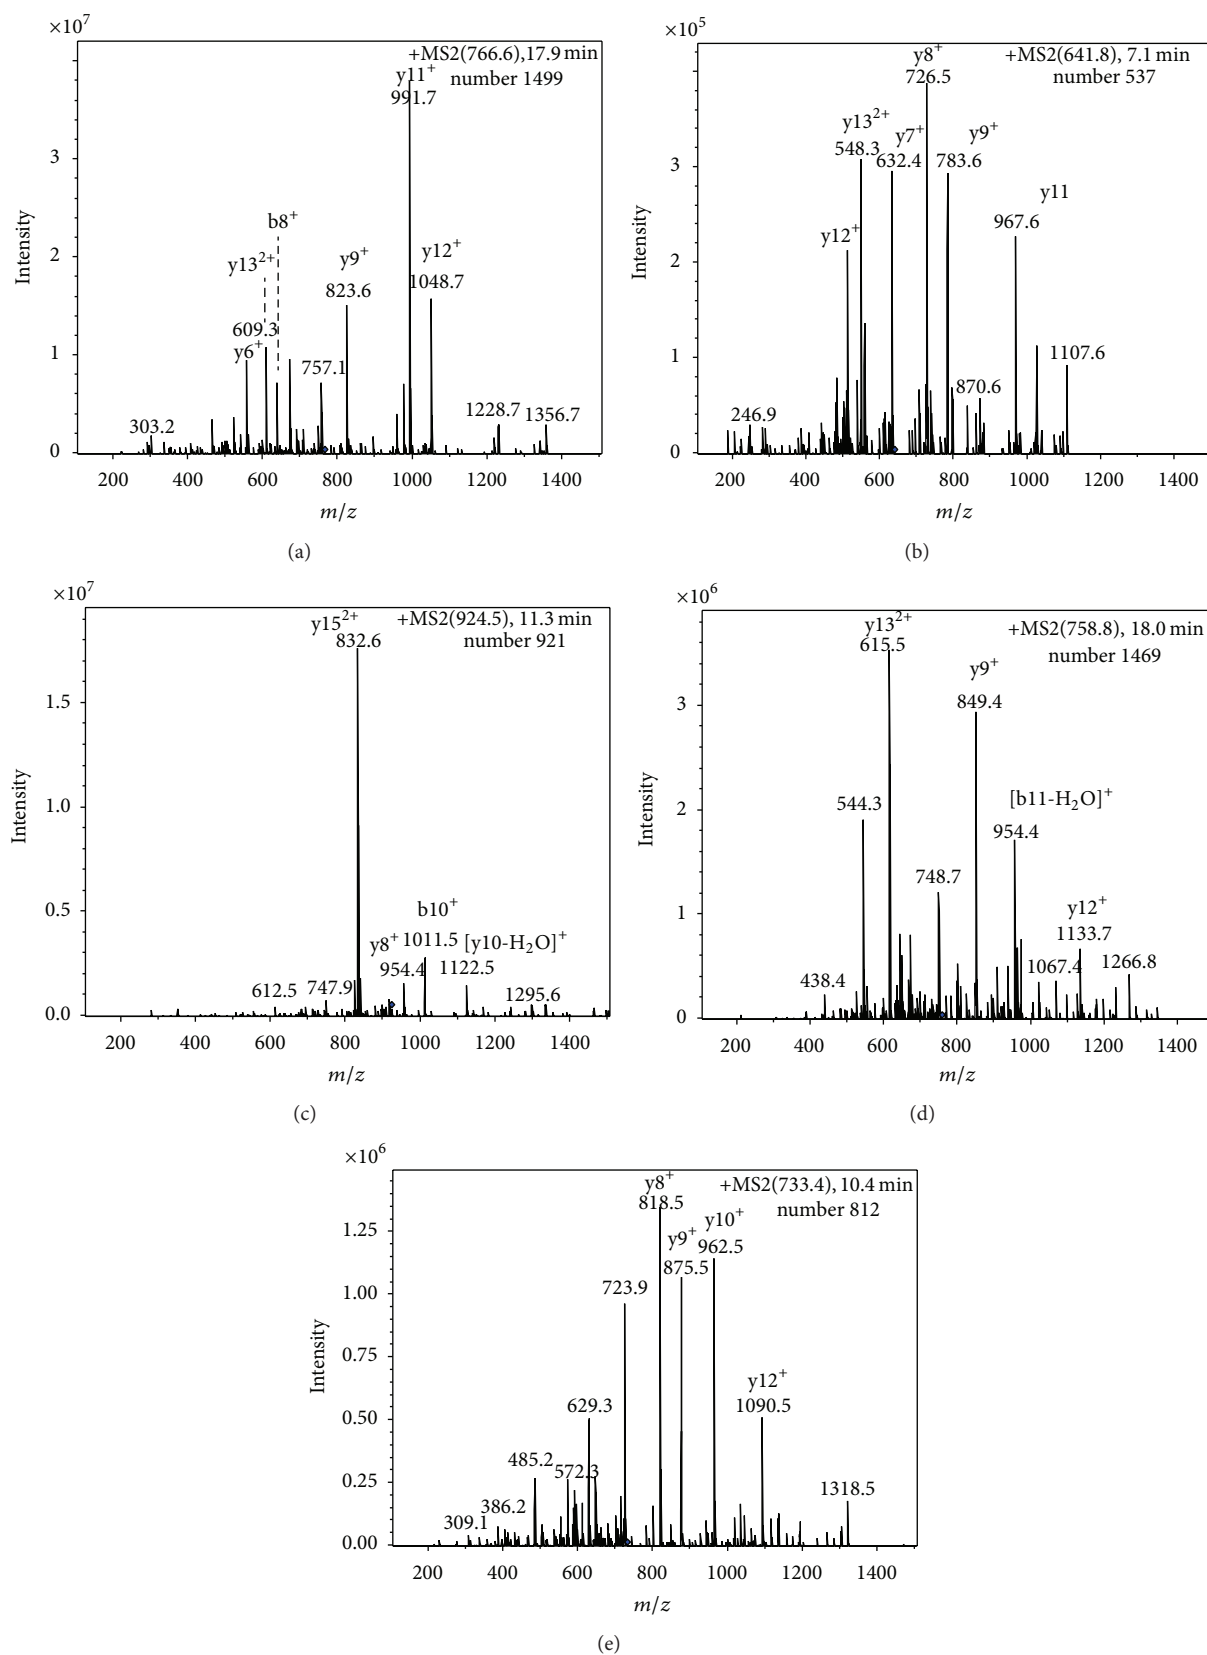 ×10⁷
+MS2(766.6),17.9 min
number 1499
y11⁺
991.7
b8⁺
y13²⁺
y9⁺
y12⁺
823.6
1048.7
609.3
y6⁺
757.1
303.2
1228.7
1356.7
3
2
1
0
Intensity
200 400 600 800 1000 1200 1400
m/z
(a)
×10⁵
+MS2(641.8), 7.1 min
number 537
y8⁺
726.5
y13²⁺
548.3
y7⁺
632.4
y9⁺
783.6
y11
967.6
y12⁺
1107.6
870.6
246.9
3
2
1
0
Intensity
200 400 600 800 1000 1200 1400
m/z
(b)
×10⁷
+MS2(924.5), 11.3 min
number 921
y15²⁺
832.6
b10⁺
y8⁺ 1011.5 [y10-H₂O]⁺
954.4 1122.5
612.5 747.9
1295.6
1.5
1.0
0.5
0.0
Intensity
200 400 600 800 1000 1200 1400
m/z
(c)
×10⁶
+MS2(758.8), 18.0 min
number 1469
y13²⁺
615.5
y9⁺
849.4
544.3
[b11-H₂O]⁺
954.4
748.7
y12⁺
1133.7
438.4
1067.4
1266.8
3
2
1
0
Intensity
200 400 600 800 1000 1200 1400
m/z
(d)
×10⁶
+MS2(733.4), 10.4 min
number 812
y8⁺
818.5
y10⁺
y9⁺ 962.5
875.5
723.9
y12⁺
1090.5
629.3
485.2
572.3
386.2
309.1
1318.5
1.25
1.00
0.75
0.50
0.25
0.00
Intensity
200 400 600 800 1000 1200 1400
m/z
(e)